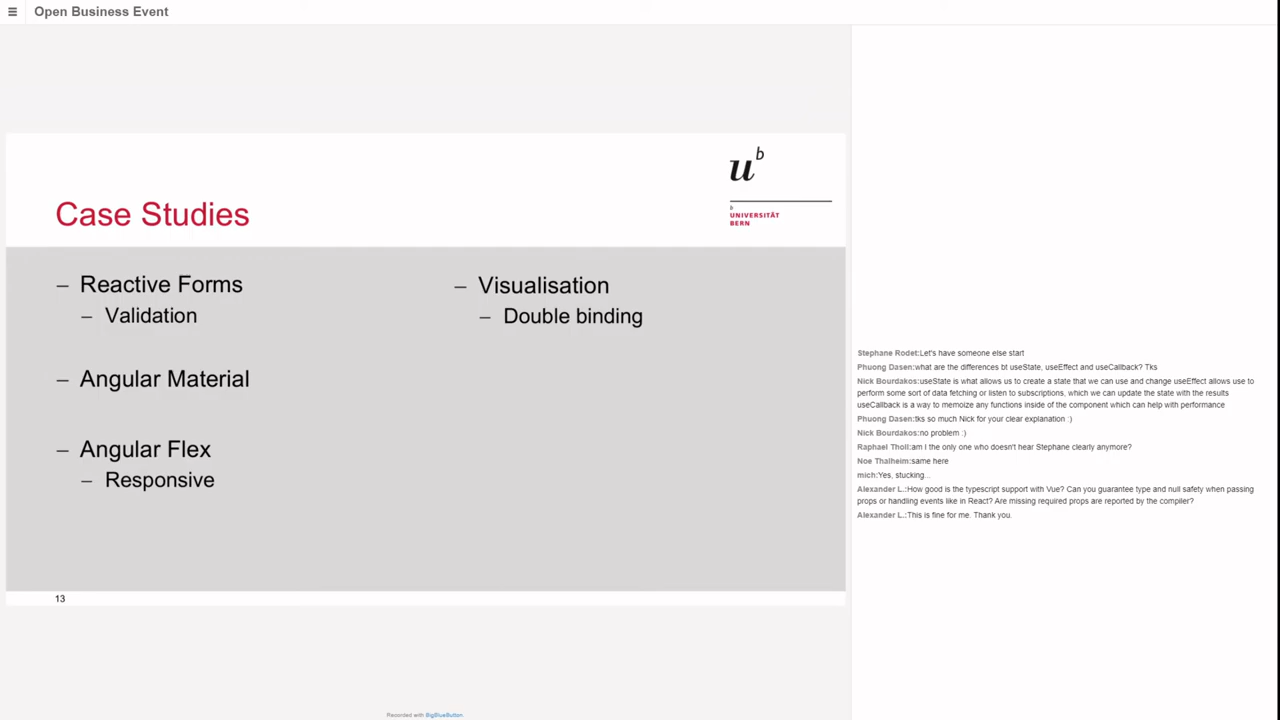 ☰ Open Business Event
u^b
b
UNIVERSITÄT
BERN
Case Studies
– Reactive Forms
– Validation
– Angular Material
– Angular Flex
– Responsive
– Visualisation
– Double binding
13
Stephane Rodet:Let's have someone else start
Phuong Dasen:what are the differences bt useState, useEffect and useCallback? Tks
Nick Bourdakos:useState is what allows us to create a state that we can use and change useEffect allows use to
perform some sort of data fetching or listen to subscriptions, which we can update the state with the results
useCallback is a way to memoize any functions inside of the component which can help with performance
Phuong Dasen:tks so much Nick for your clear explanation :)
Nick Bourdakos:no problem :)
Raphael Tholl:am I the only one who doesn't hear Stephane clearly anymore?
Noe Thalheim:same here
mich:Yes, stucking...
Alexander L.:How good is the typescript support with Vue? Can you guarantee type and null safety when passing
props or handling events like in React? Are missing required props are reported by the compiler?
Alexander L.:This is fine for me. Thank you.
Recorded with BigBlueButton.